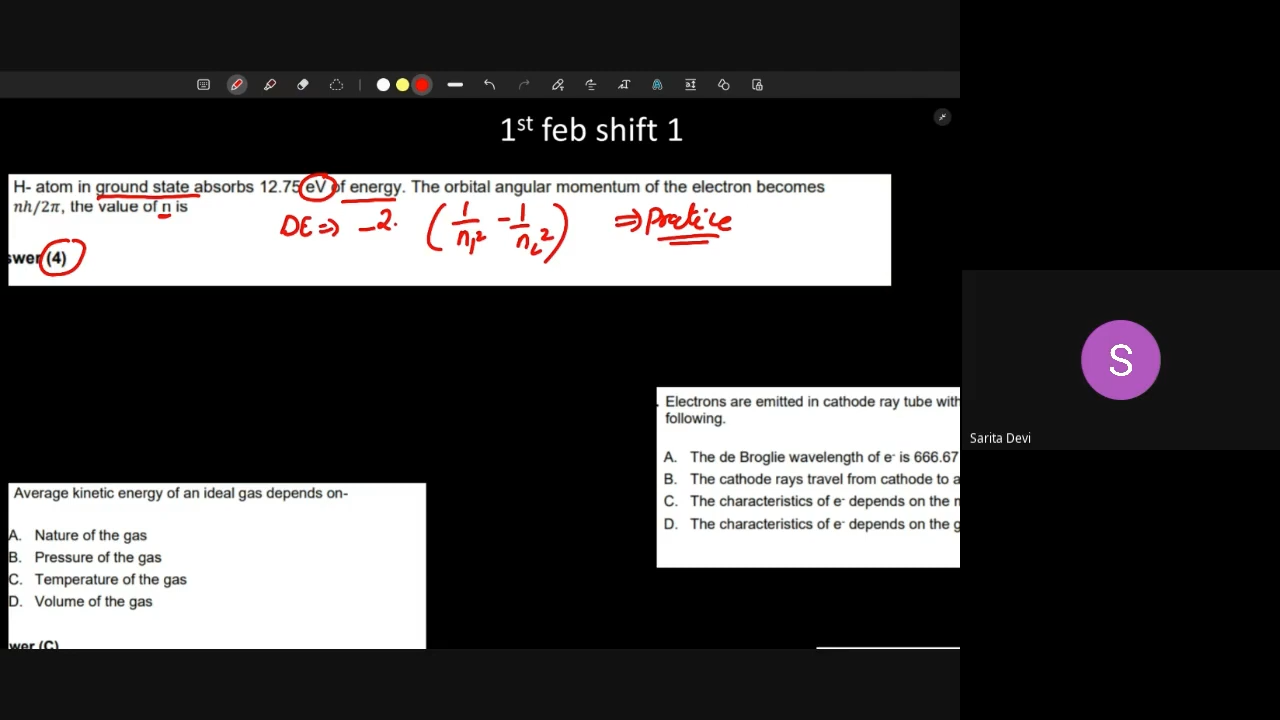 1st feb shift 1
H- atom in ground state absorbs 12.75 eV of energy. The orbital angular momentum of the electron becomes
nh/2π, the value of n is
DE ⇒ -2. (1/n1² - 1/n2²) ⇒ Practice
swer (4)
Electrons are emitted in cathode ray tube with
following.
A. The de Broglie wavelength of e- is 666.67
B. The cathode rays travel from cathode to a
C. The characteristics of e- depends on the
D. The characteristics of e- depends on the g
Average kinetic energy of an ideal gas depends on-
A. Nature of the gas
B. Pressure of the gas
C. Temperature of the gas
D. Volume of the gas
wer (C)
S
Sarita Devi